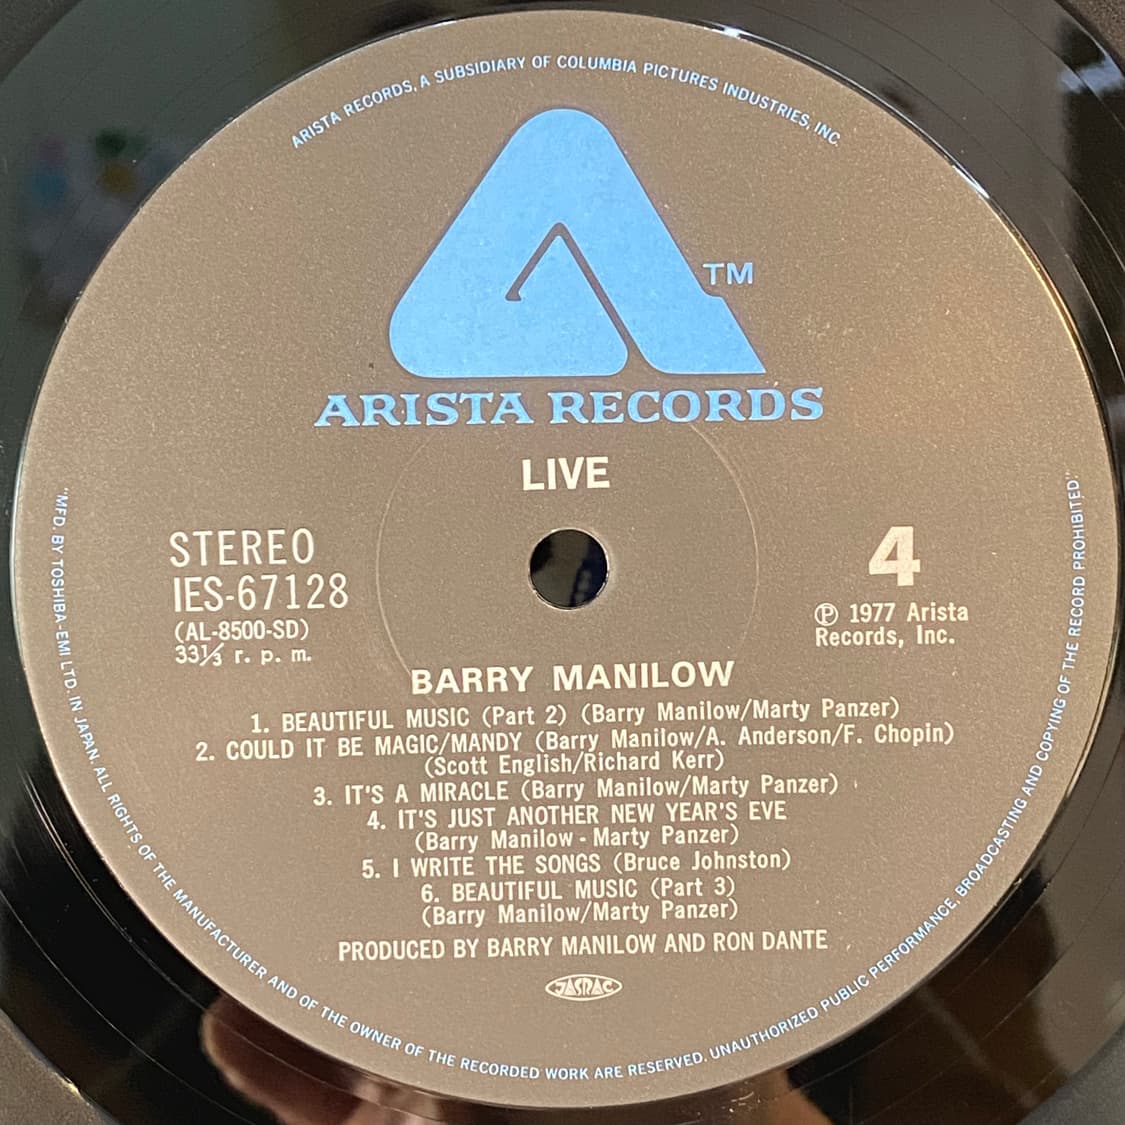 ARISTA RECORDS, A SUBSIDIARY OF COLUMBIA PICTURES INDUSTRIES, INC.
TM
ARISTA RECORDS
LIVE
STEREO
IES-67128
(AL-8500-SD)
33⅓ r. p. m.
4
Ⓟ 1977 Arista
Records, Inc.
BARRY MANILOW
1. BEAUTIFUL MUSIC (Part 2) (Barry Manilow/Marty Panzer)
2. COULD IT BE MAGIC/MANDY (Barry Manilow/A. Anderson/F. Chopin)
(Scott English/Richard Kerr)
3. IT'S A MIRACLE (Barry Manilow/Marty Panzer)
4. IT'S JUST ANOTHER NEW YEAR'S EVE
(Barry Manilow - Marty Panzer)
5. I WRITE THE SONGS (Bruce Johnston)
6. BEAUTIFUL MUSIC (Part 3)
(Barry Manilow/Marty Panzer)
PRODUCED BY BARRY MANILOW AND RON DANTE
JASRAC
"MFD. BY TOSHIBA-EMI LTD. IN JAPAN. ALL RIGHTS OF THE MANUFACTURER AND OF THE OWNER OF THE RECORDED WORK ARE RESERVED. UNAUTHORIZED PUBLIC PERFORMANCE, BROADCASTING AND COPYING OF THE RECORD PROHIBITED."